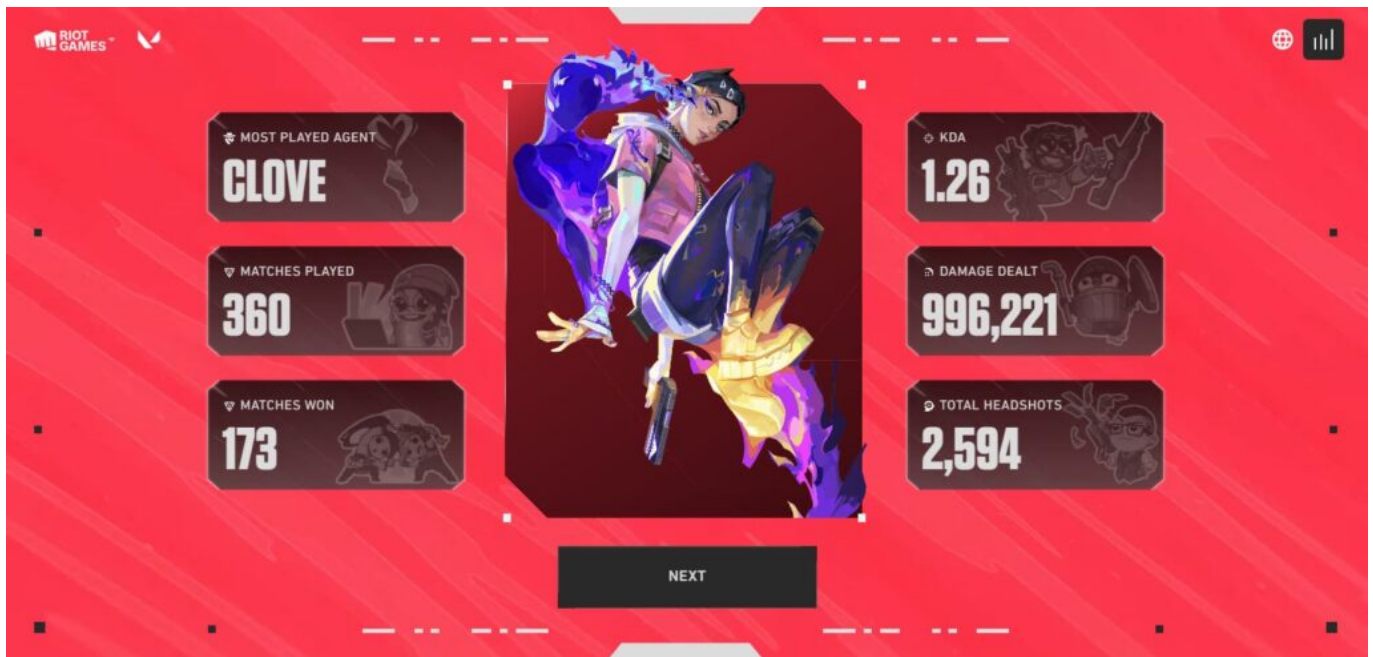 RIOT
GAMES
MOST PLAYED AGENT
CLOVE
MATCHES PLAYED
360
MATCHES WON
173
KDA
1.26
DAMAGE DEALT
996,221
TOTAL HEADSHOTS
2,594
NEXT